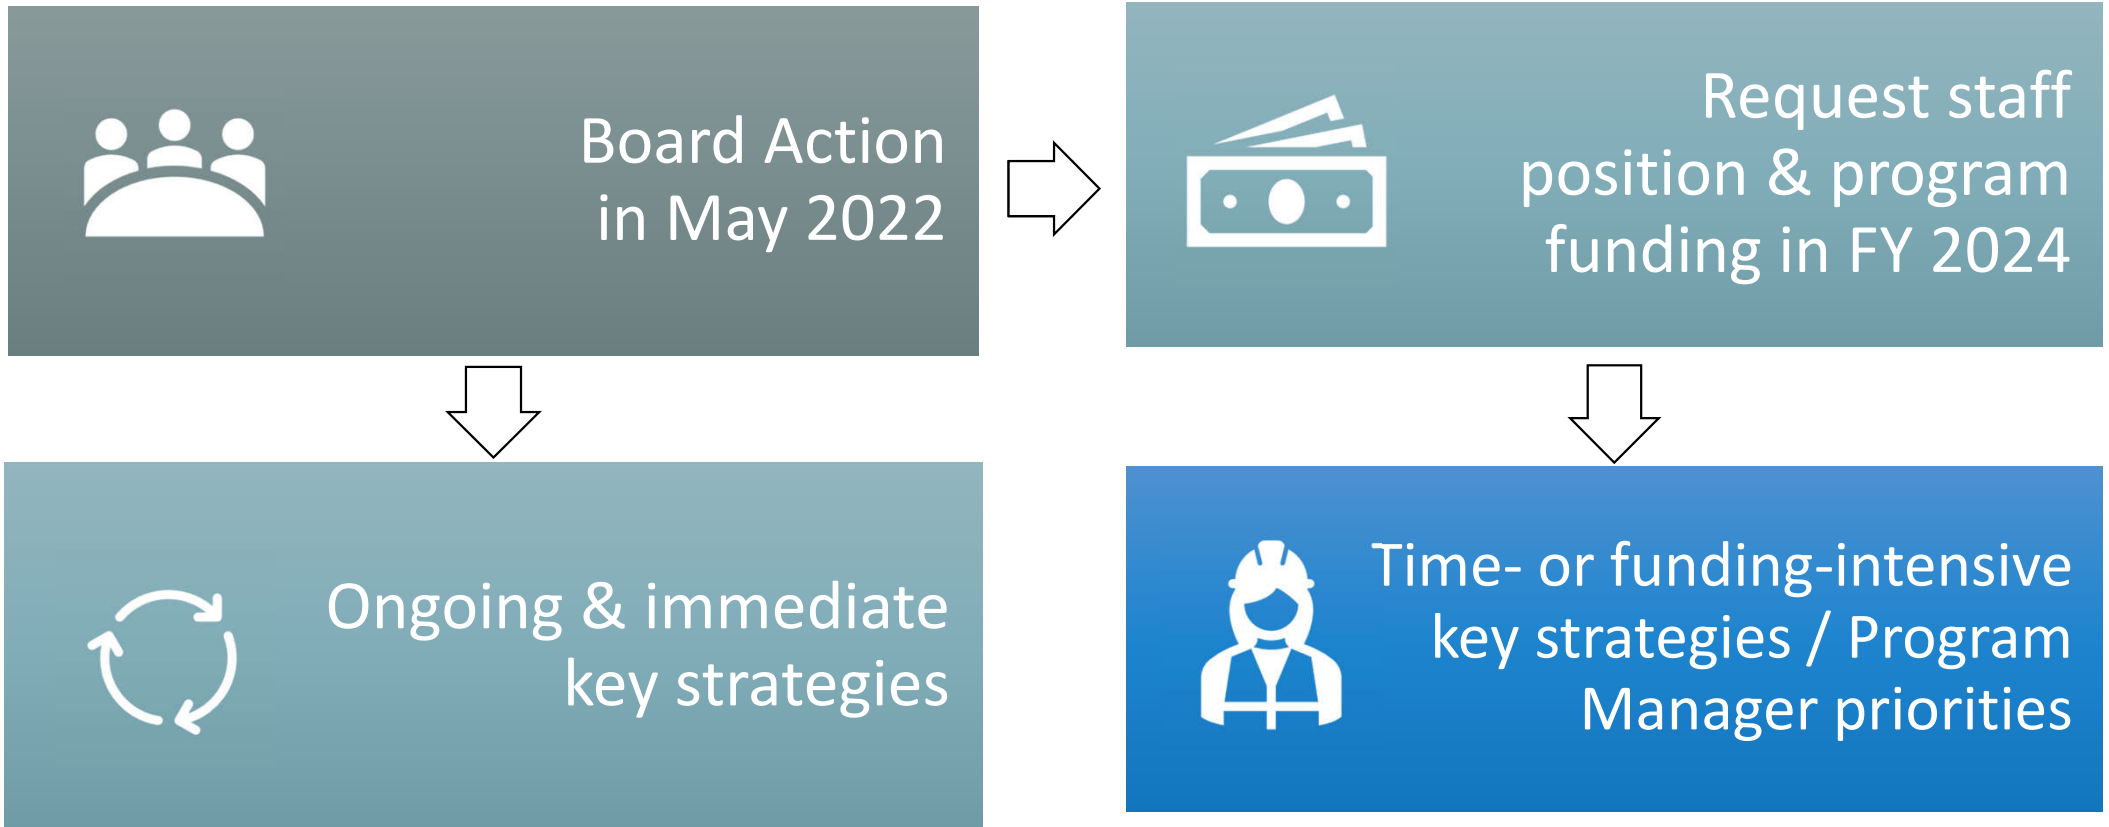 Board Action
in May 2022
Request staff
position & program
funding in FY 2024
Ongoing & immediate
key strategies
Time- or funding-intensive
key strategies / Program
Manager priorities